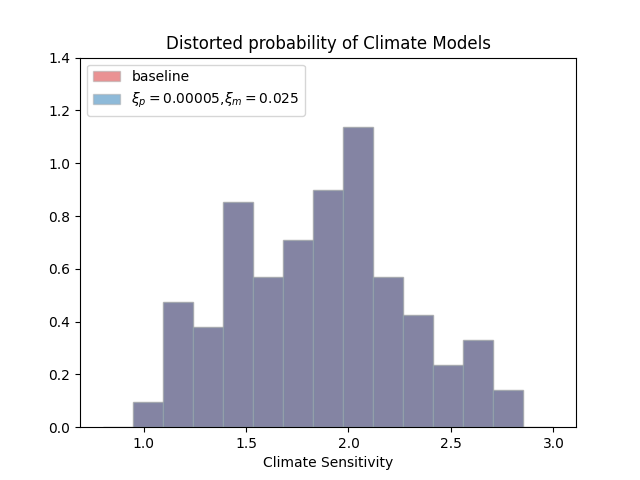 Distorted probability of Climate Models
baseline
ξₚ = 0.00005,ξₘ = 0.025
1.4
1.2
1.0
0.8
0.6
0.4
0.2
0.0
1.0 1.5 2.0 2.5 3.0
Climate Sensitivity